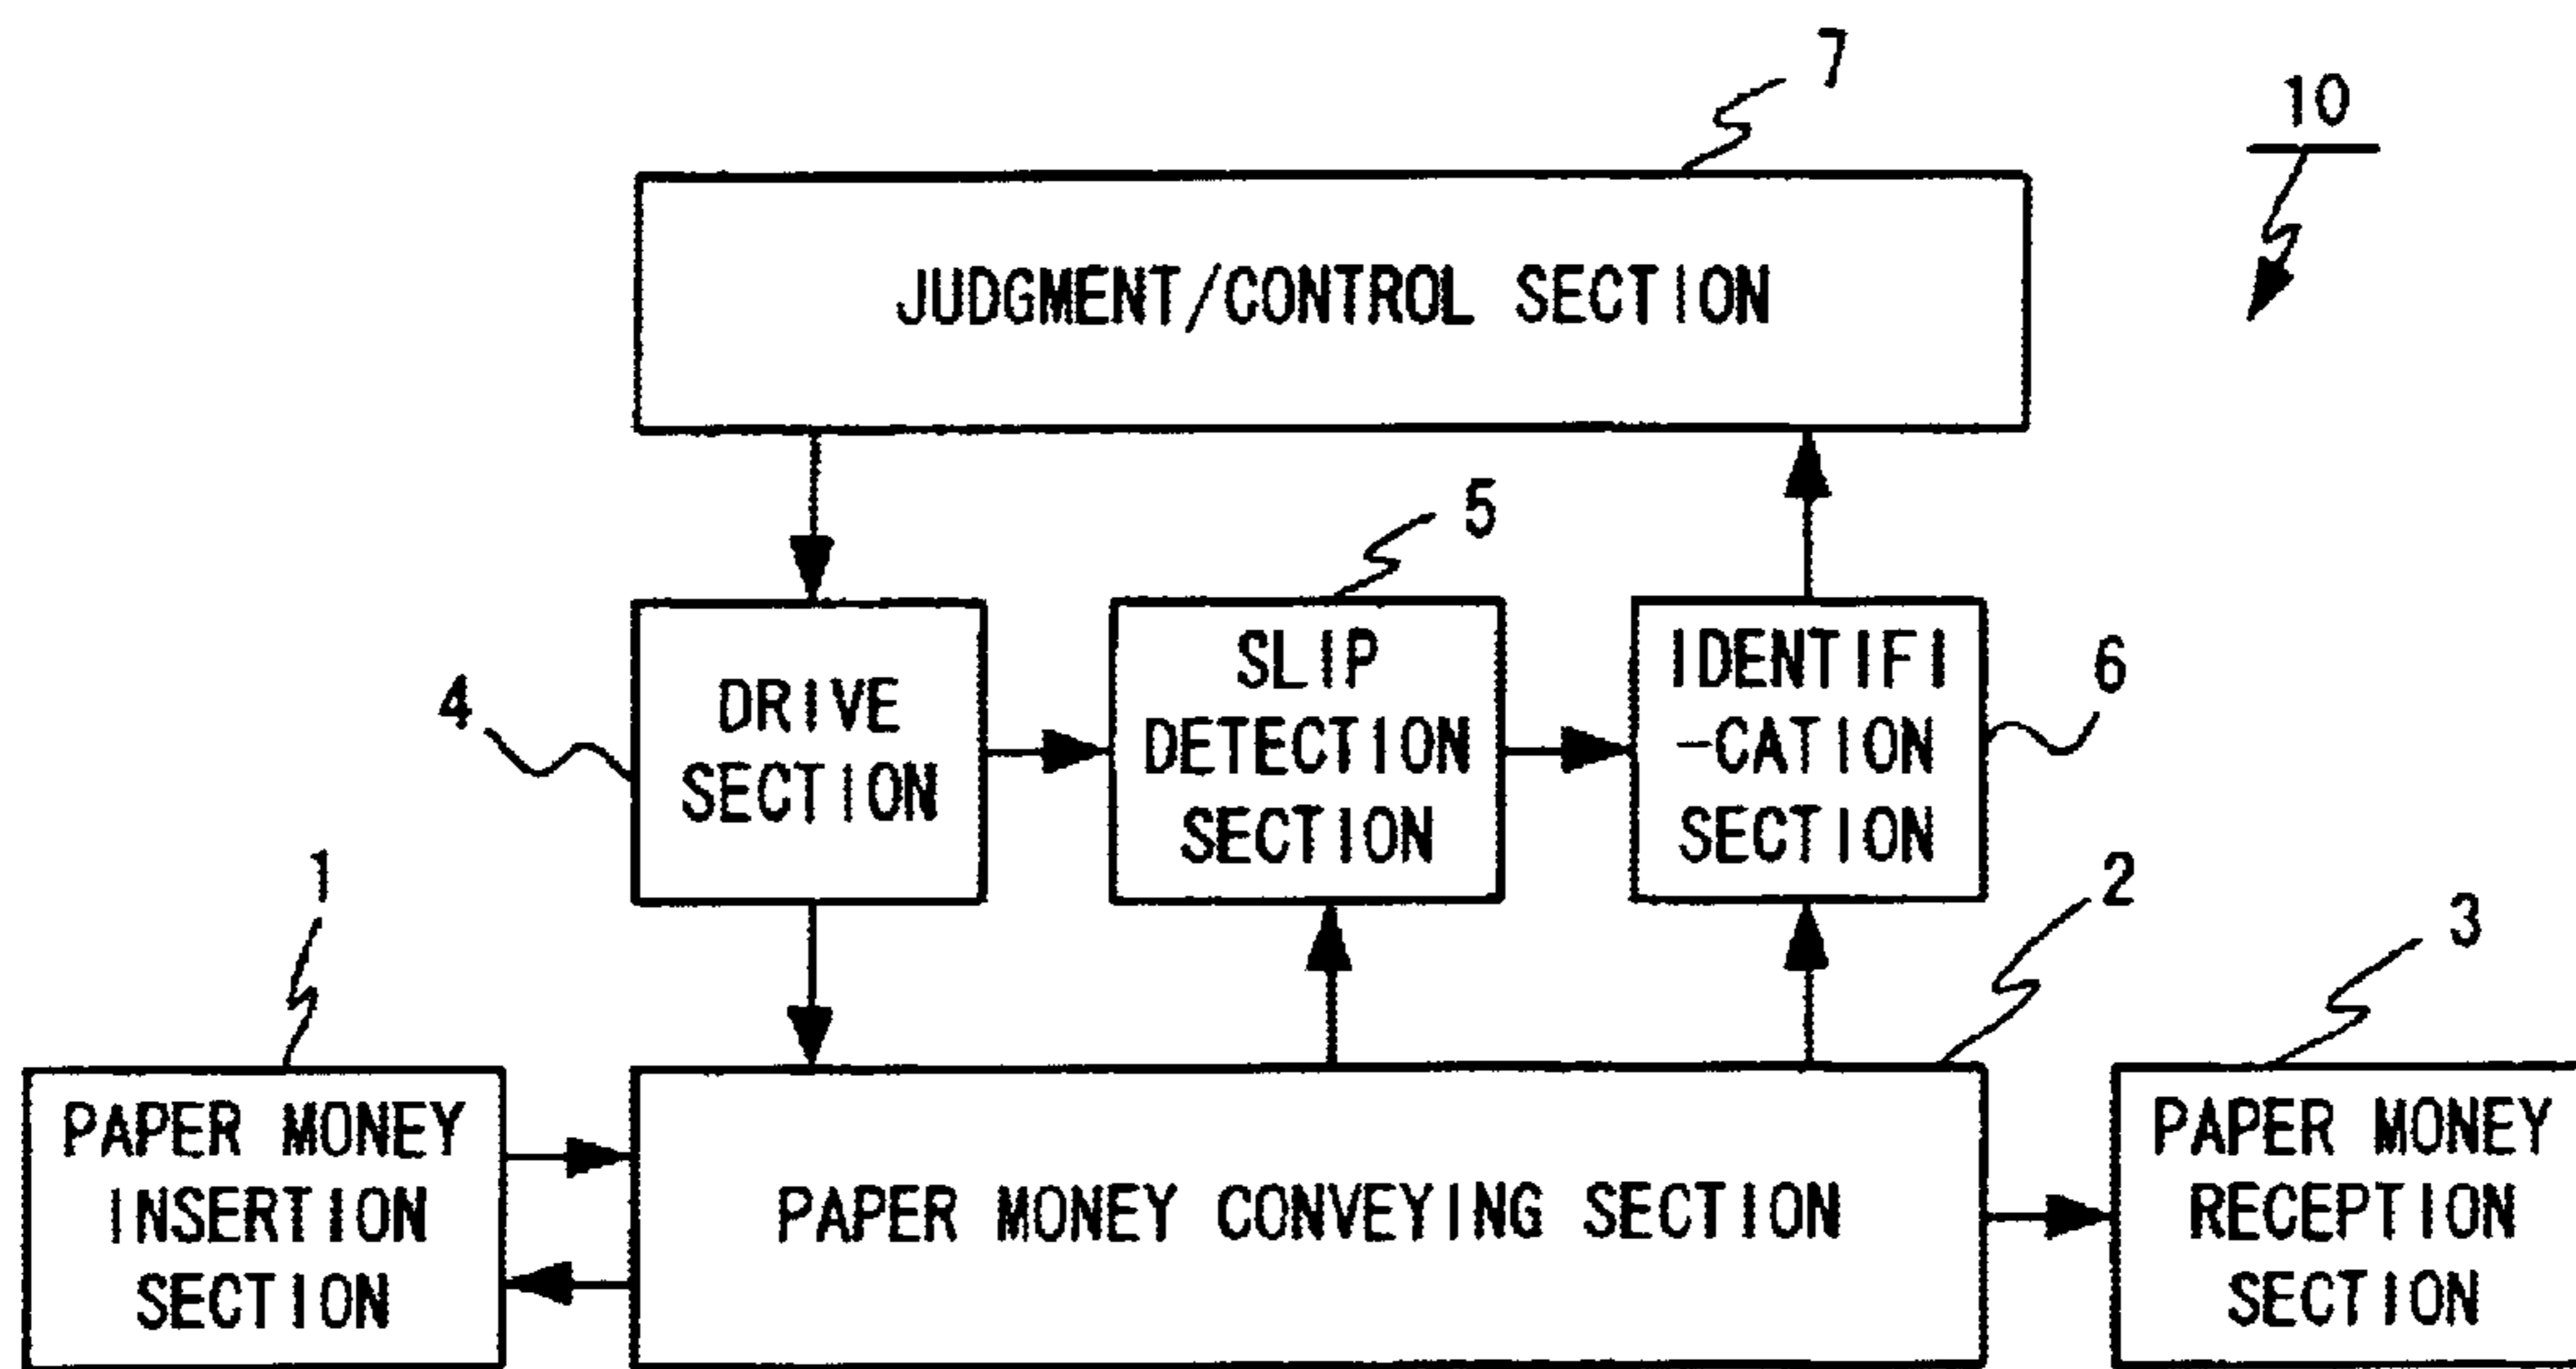 7
10
JUDGMENT/CONTROL SECTION
5
4
DRIVE
SECTION
SLIP
DETECTION
SECTION
IDENTIFI
-CATION
SECTION
6
1
2
3
PAPER MONEY
INSERTION
SECTION
PAPER MONEY CONVEYING SECTION
PAPER MONEY
RECEPTION
SECTION